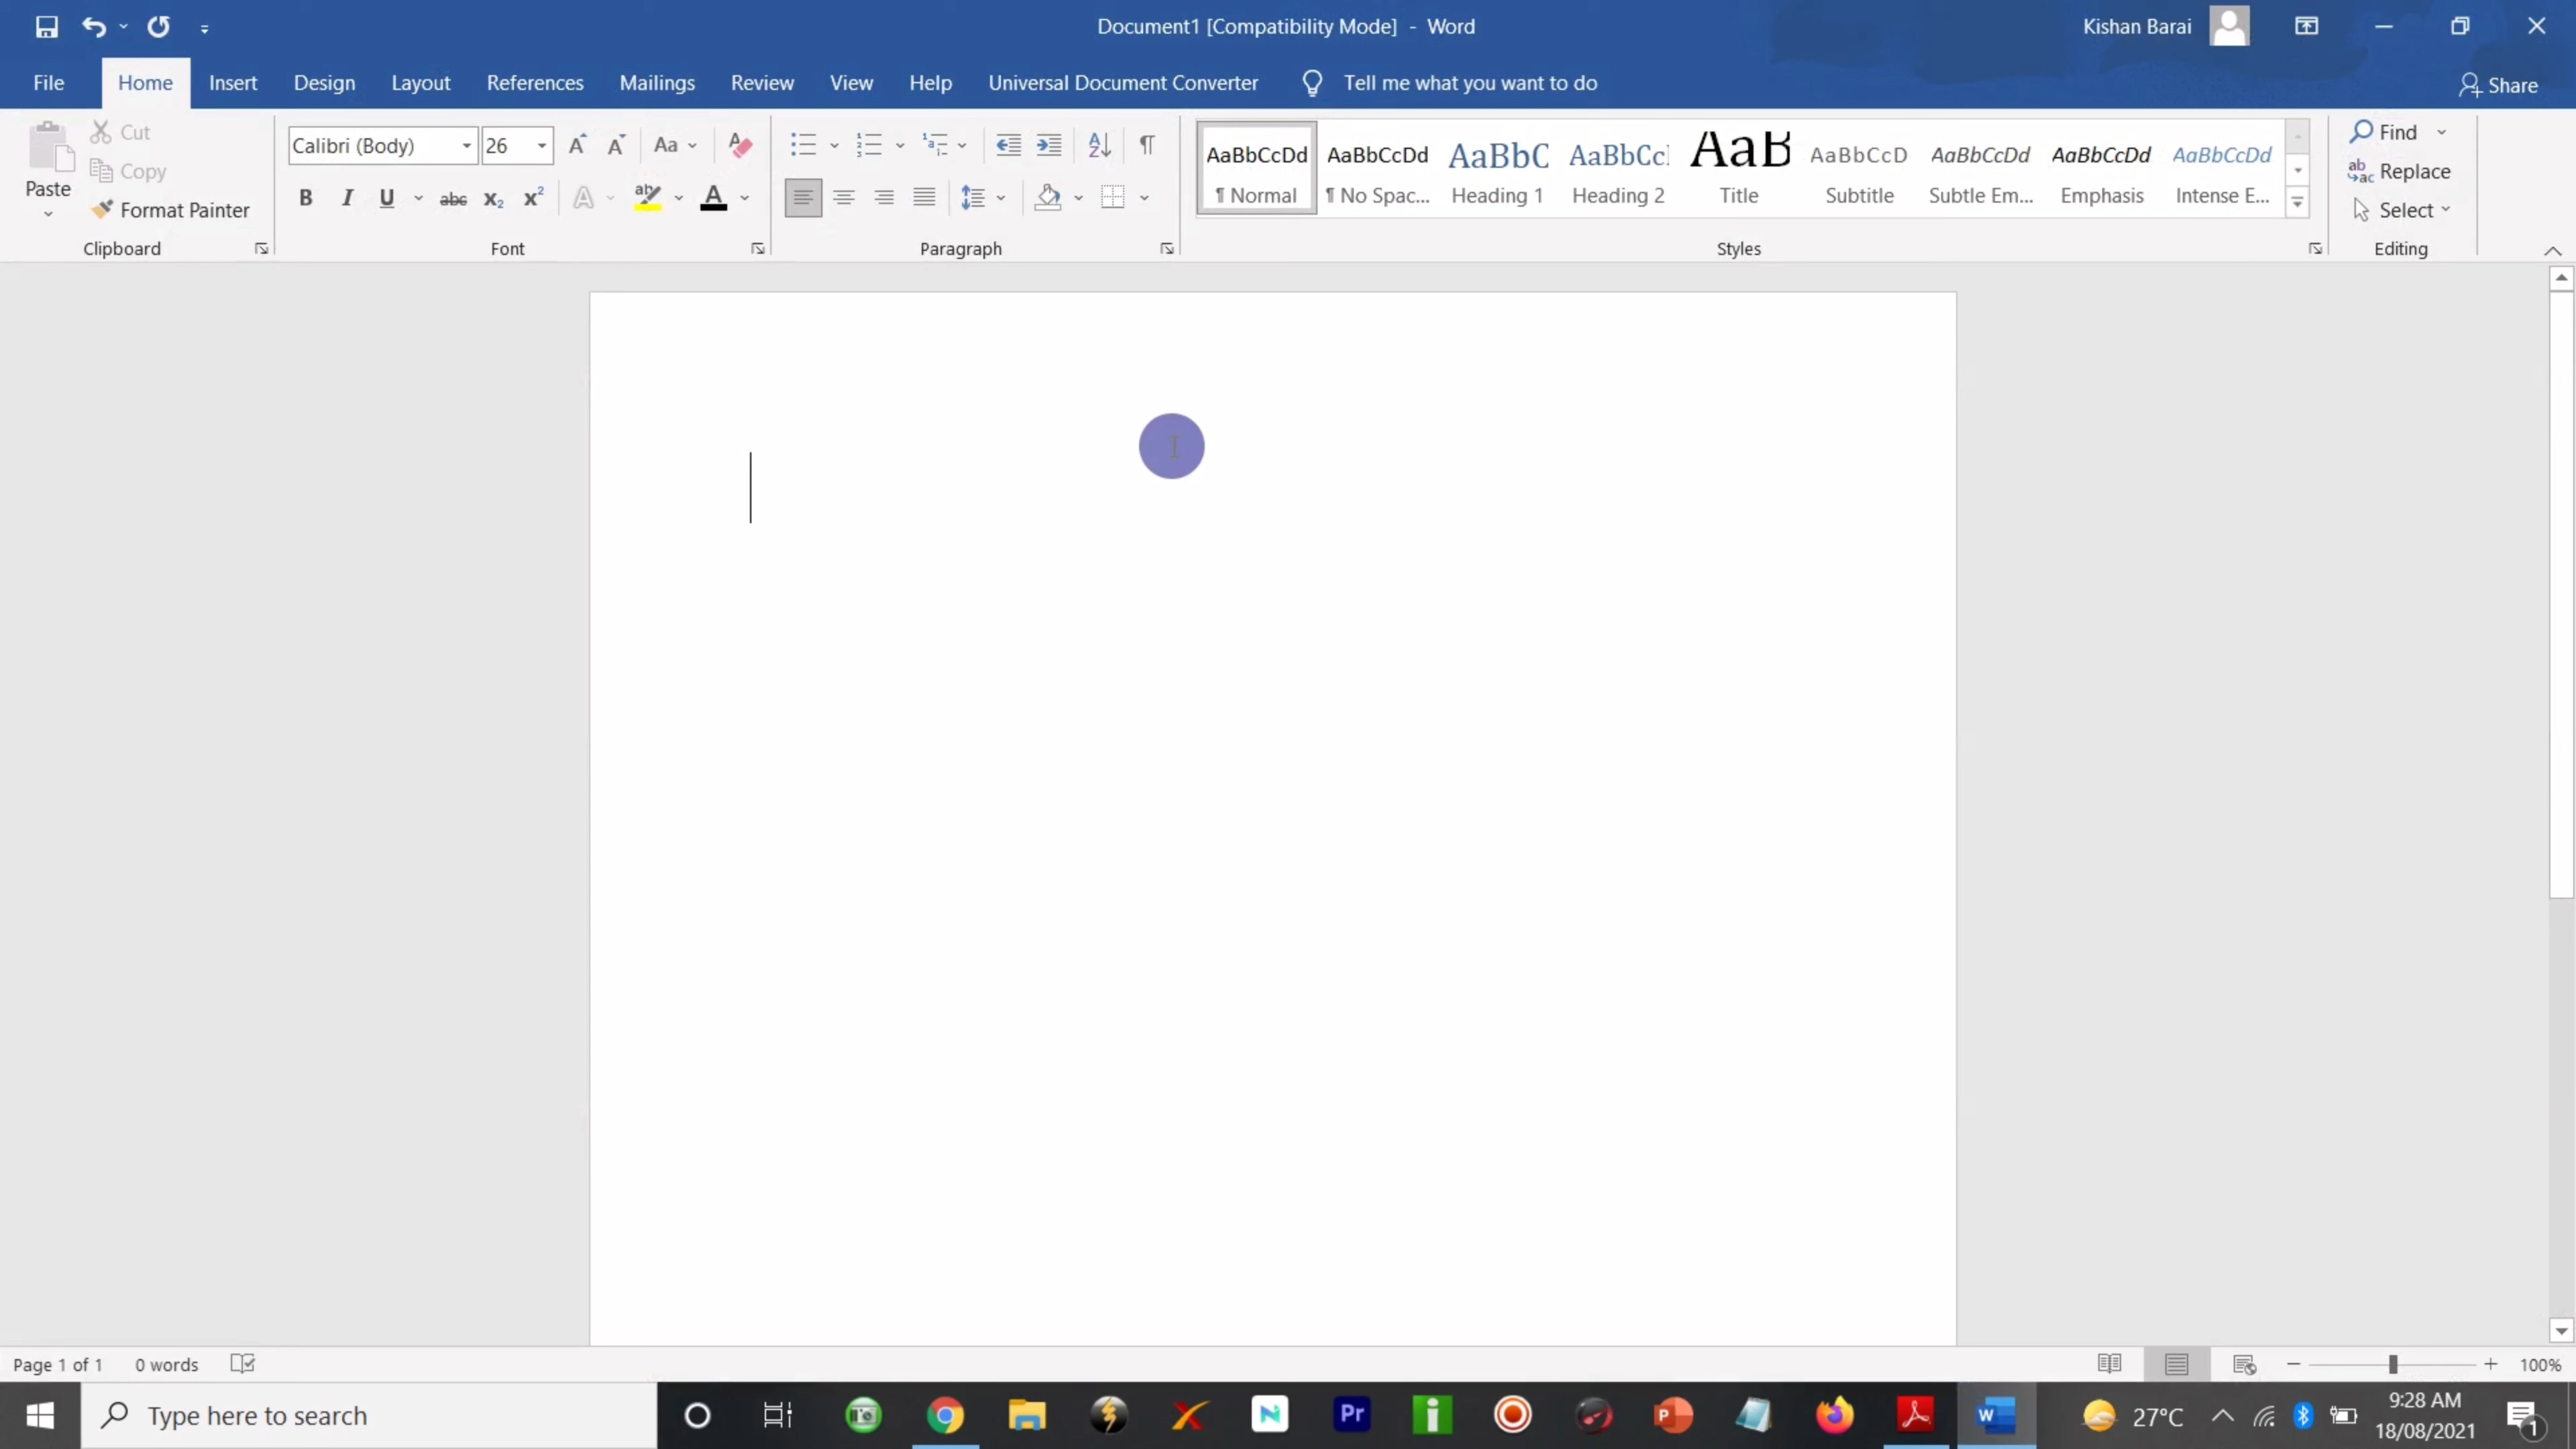 Document1 [Compatibility Mode] - Word
Kishan Barai
File Home Insert Design Layout References Mailings Review View Help Universal Document Converter Tell me what you want to do Share
Paste
Cut
Copy
Format Painter
Clipboard
Calibri (Body) 26
Font
Paragraph
AaBbCcDd AaBbCcDd AaBbC AaBbCc AaB AaBbCcD AaBbCcDd AaBbCcDd AaBbCcDd
¶ Normal ¶ No Spac... Heading 1 Heading 2 Title Subtitle Subtle Em... Emphasis Intense E...
Styles
Find
Replace
Select
Editing
Page 1 of 1 0 words 100%
Type here to search
27°C
9:28 AM
18/08/2021
1